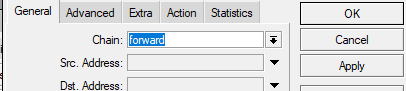 General Advanced Extra Action Statistics OK
Chain: forward Cancel
Src. Address: Apply
Dst. Address: